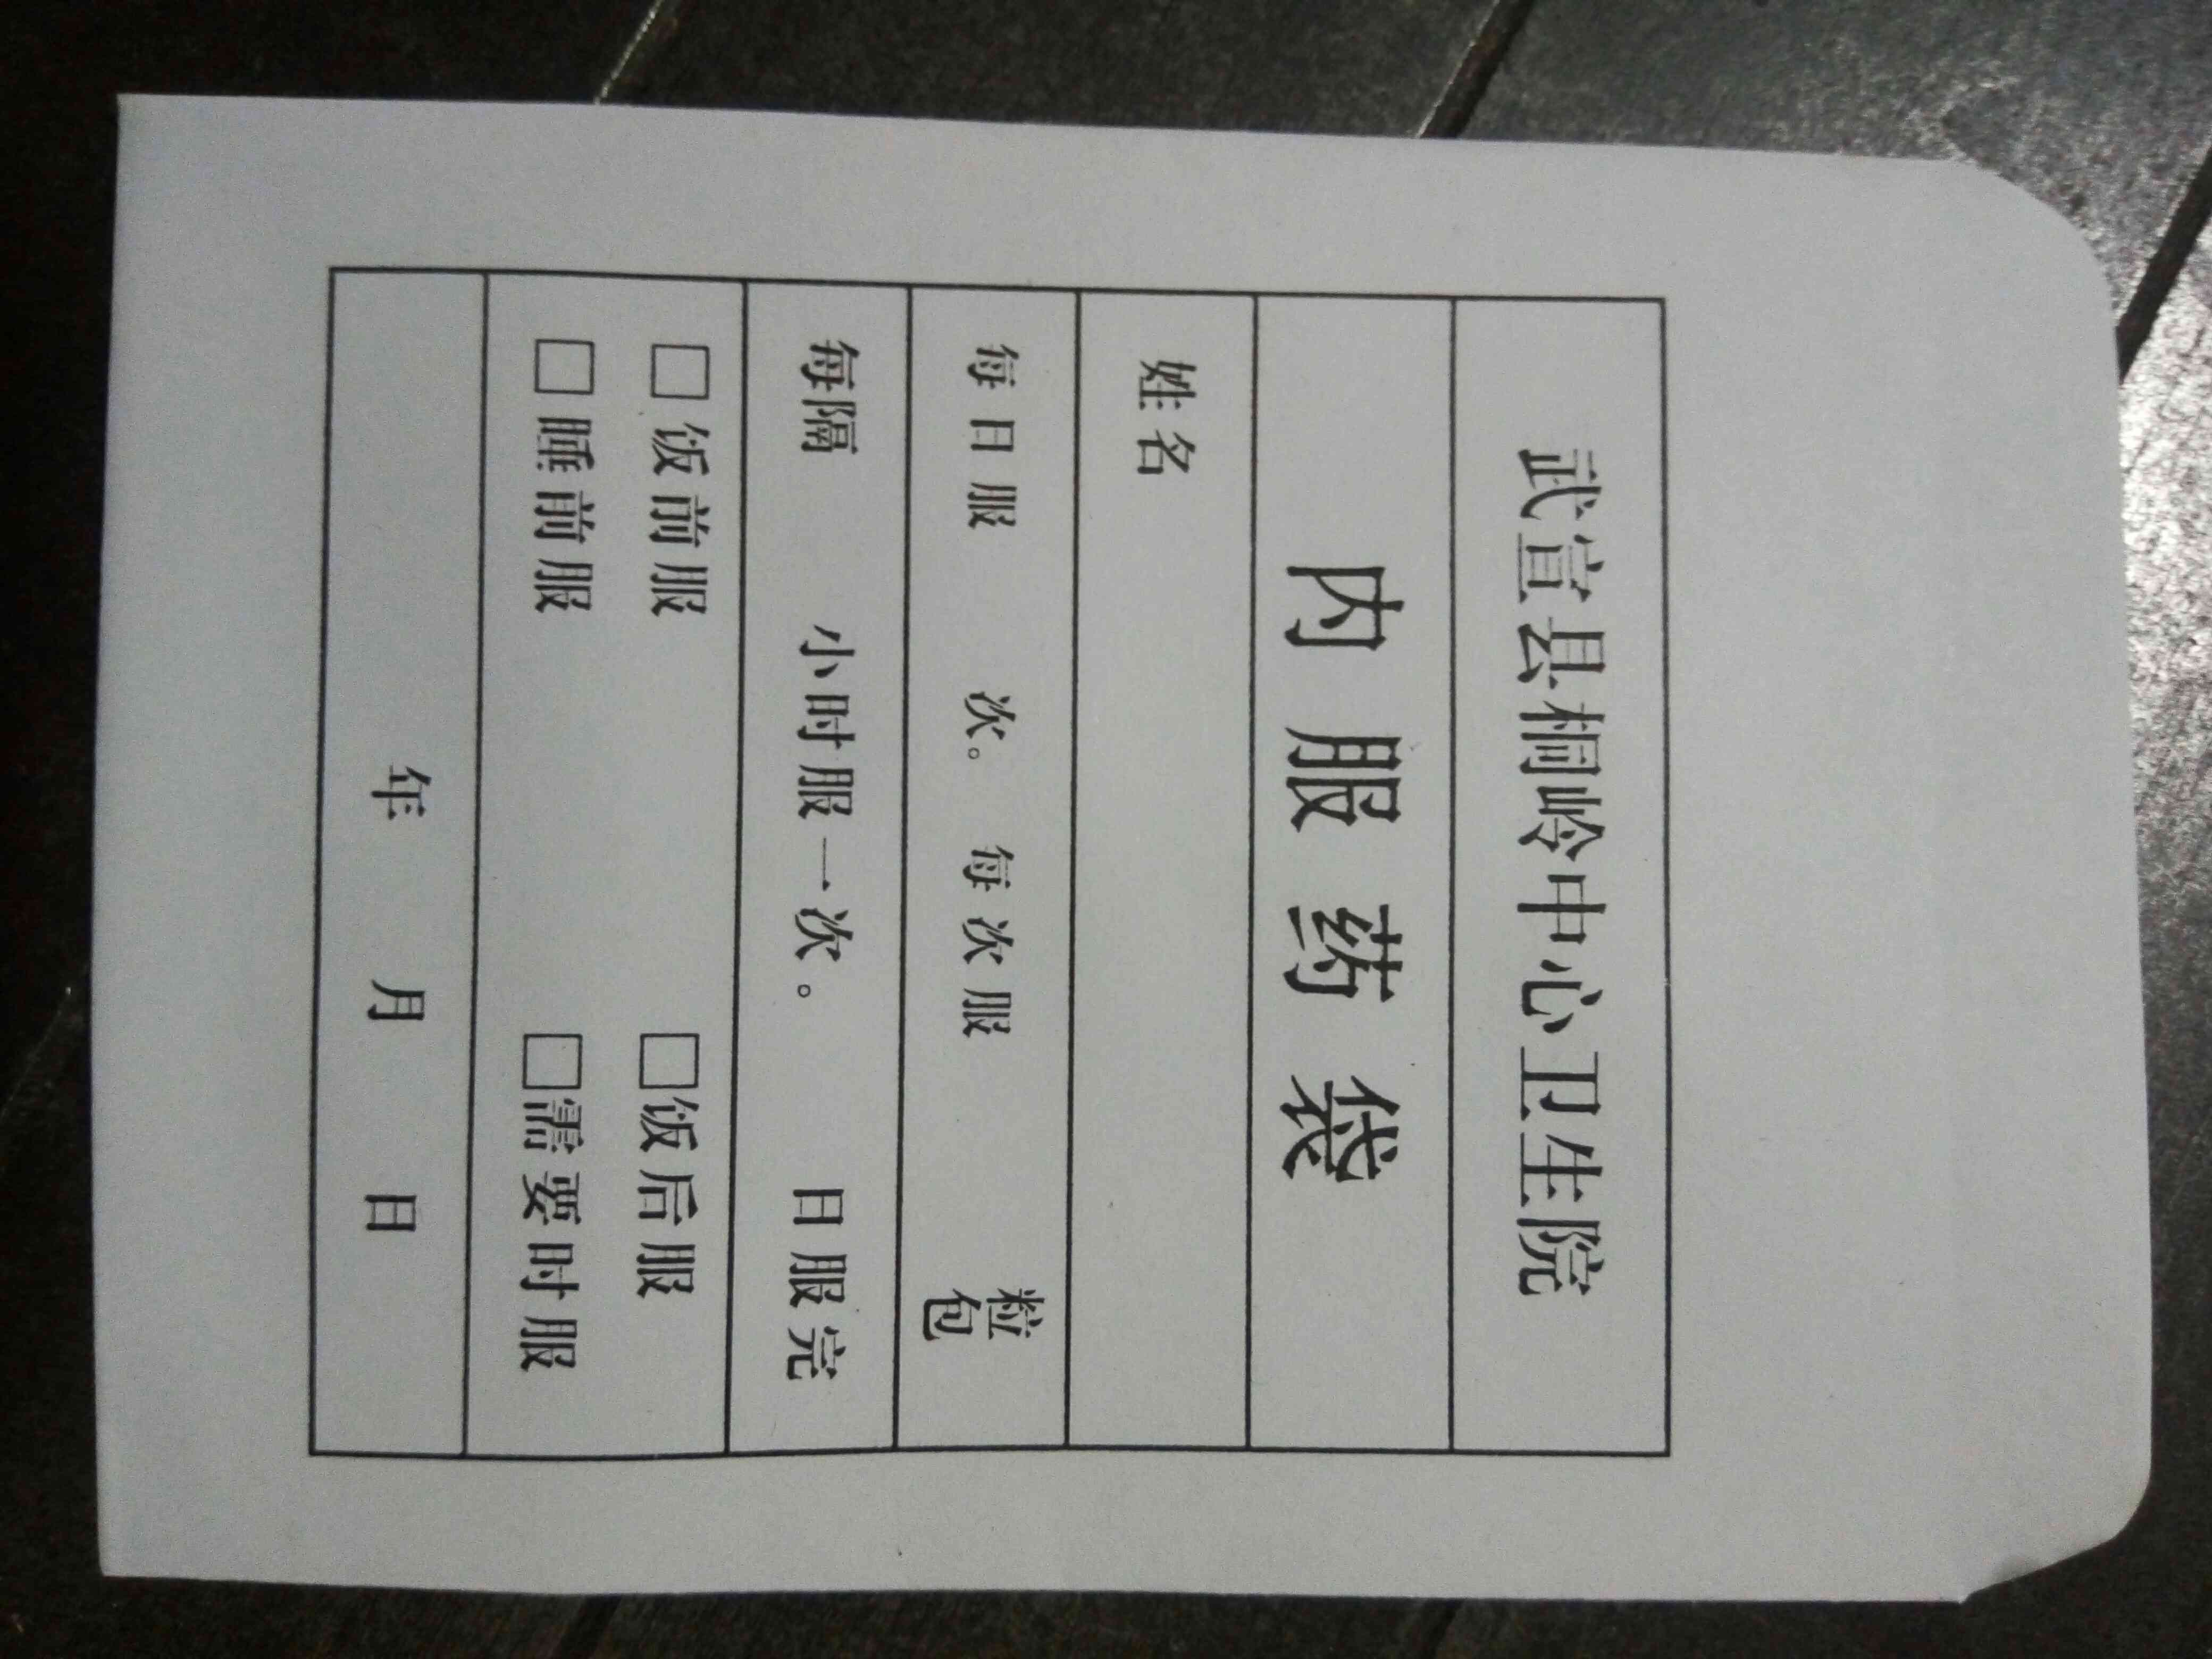 武宣县桐岭中心卫生院
内服药袋
姓名
每日服 次。 每次服 粒
包
每隔 小时服一次。 日服完
□饭前服 □饭后服
□睡前服 □需要时服
年 月 日